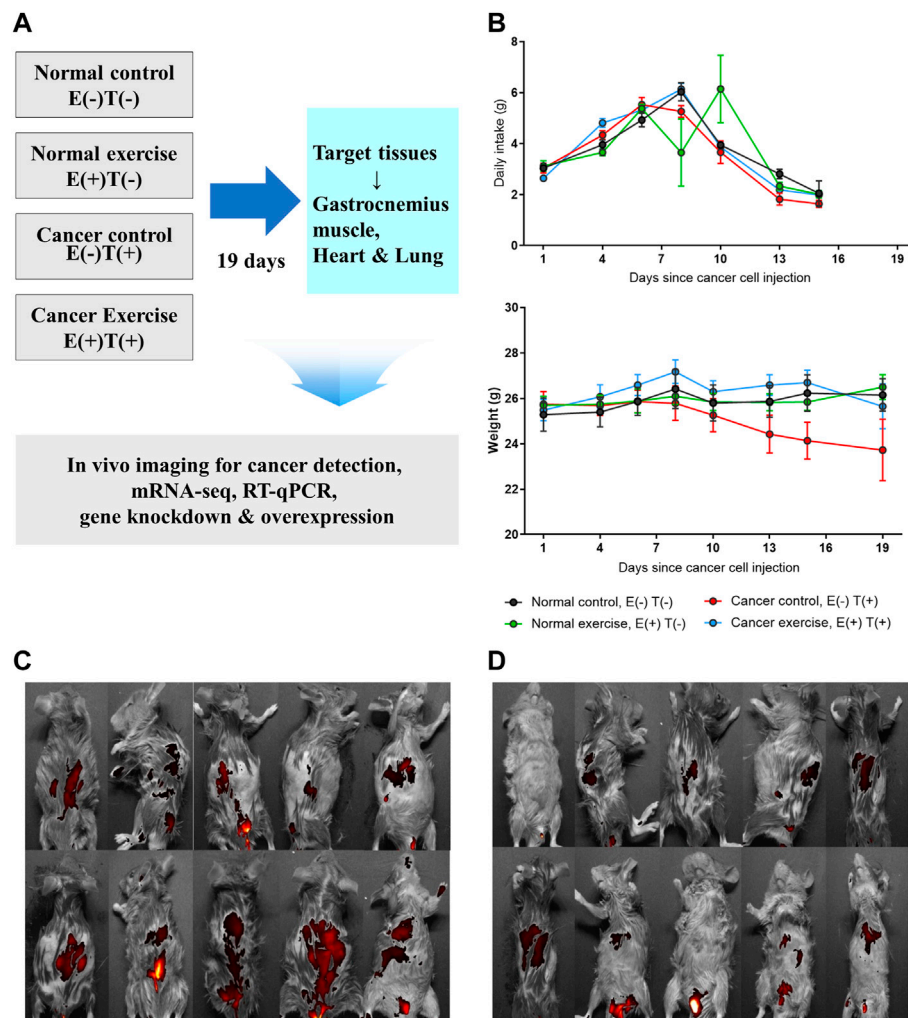 A
Normal control
E(-)T(-)
Normal exercise
E(+)T(-)
Cancer control
E(-)T(+)
Cancer Exercise
E(+)T(+)
19 days
Target tissues
↓
Gastrocnemius
muscle,
Heart & Lung
In vivo imaging for cancer detection,
mRNA-seq, RT-qPCR,
gene knockdown & overexpression
B
Daily intake (g)
8
6
4
2
0
1 4 7 10 13 16 19
Days since cancer cell injection
Weight (g)
30
28
26
24
22
20
1 4 7 10 13 16 19
Days since cancer cell injection
Normal control, E(-) T(-)
Cancer control, E(-) T(+)
Normal exercise, E(+) T(-)
Cancer exercise, E(+) T(+)
C
D